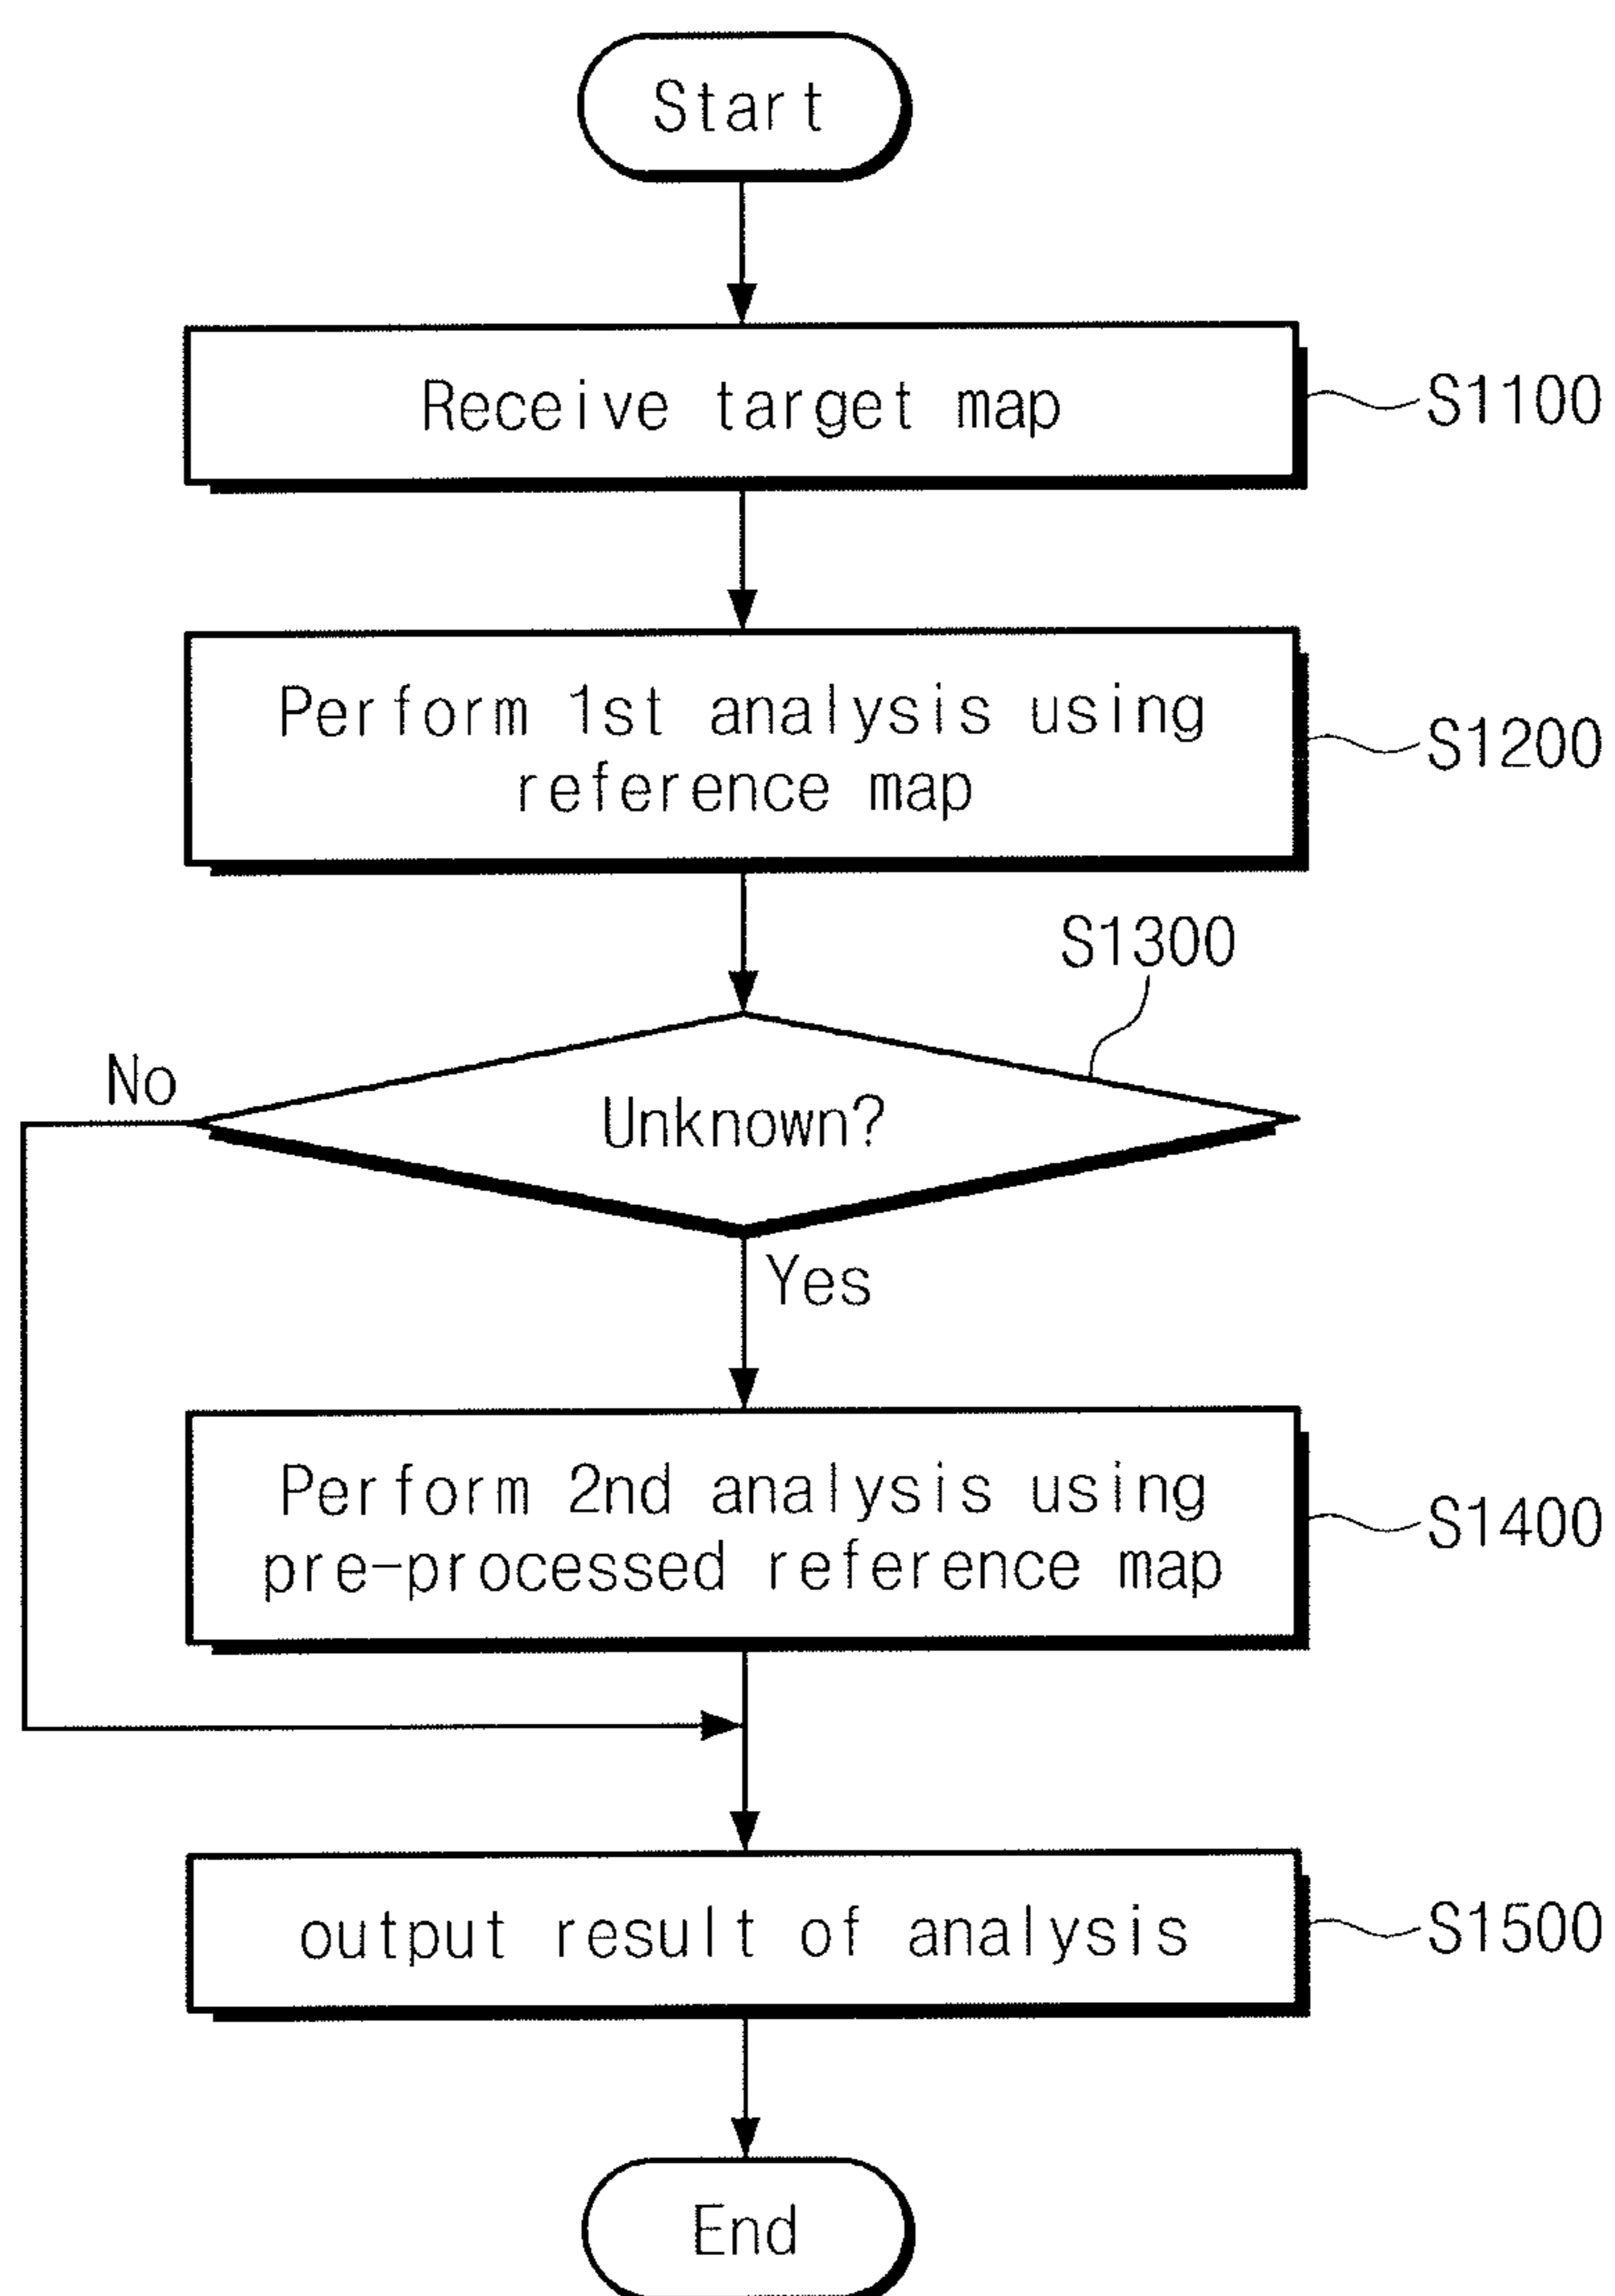 Start
Receive target map
S1100
Perform 1st analysis using
reference map
S1200
S1300
No
Unknown?
Yes
Perform 2nd analysis using
pre-processed reference map
S1400
output result of analysis
S1500
End